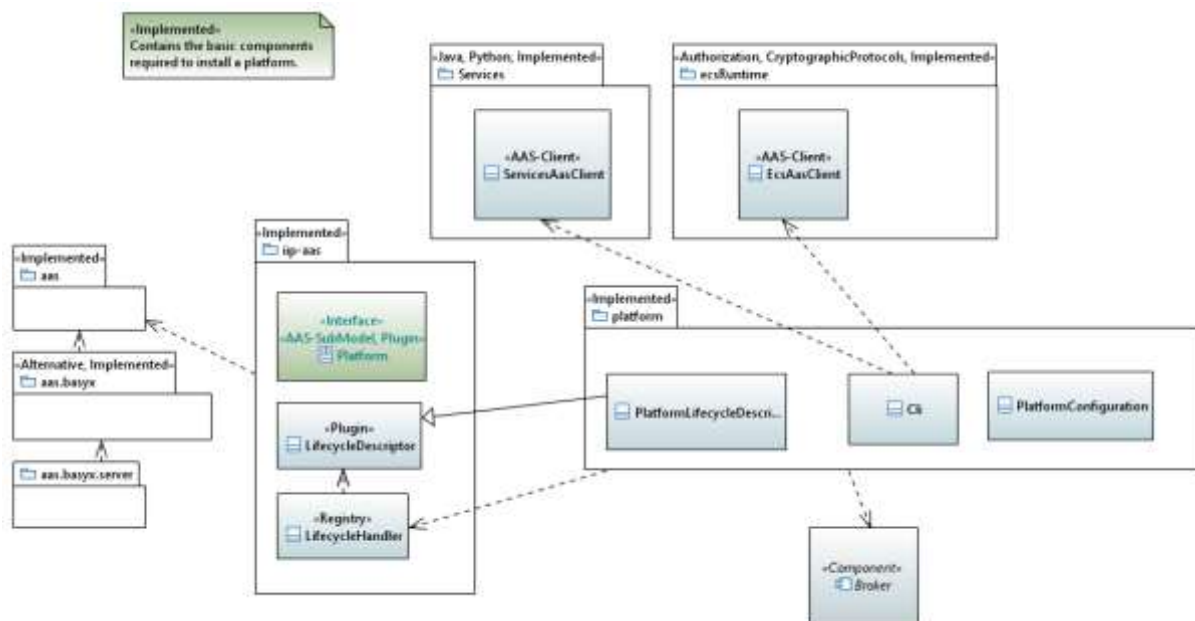 «Implemented»
Contains the basic components
required to install a platform.
«Java, Python, Implemented»
Services
«AAS-Client»
ServicesAasClient
«Authorization, CryptographicProtocols, Implemented»
ecsRuntime
«AAS-Client»
EcsAasClient
«Implemented»
aas
«Alternative, Implemented»
aas.basyx
aas.basyx.server
«Implemented»
iip-aas
«Interface»
«AAS-SubModel, Plugin»
Platform
«Plugin»
LifecycleDescriptor
«Registry»
LifecycleHandler
«Implemented»
platform
PlatformLifecycleDescri...
Cli
PlatformConfiguration
«Component»
Broker